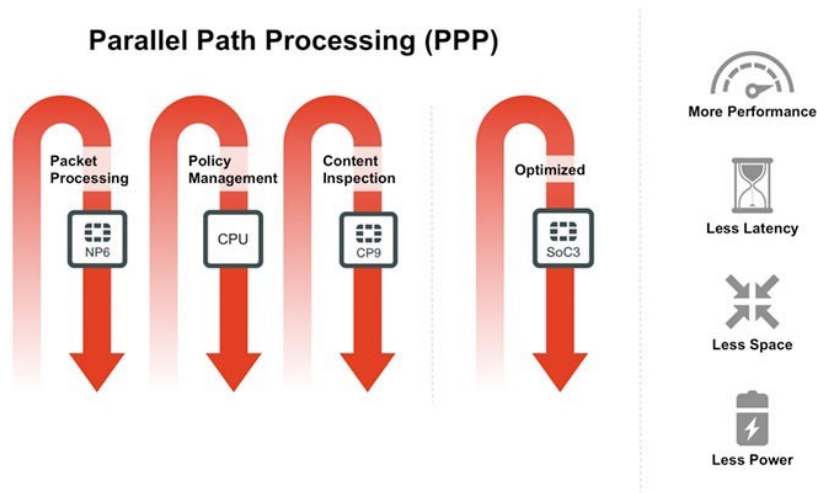 Parallel Path Processing (PPP)
Packet
Processing
NP6
Policy
Management
CPU
Content
Inspection
CP9
Optimized
SoC3
More Performance
Less Latency
Less Space
Less Power